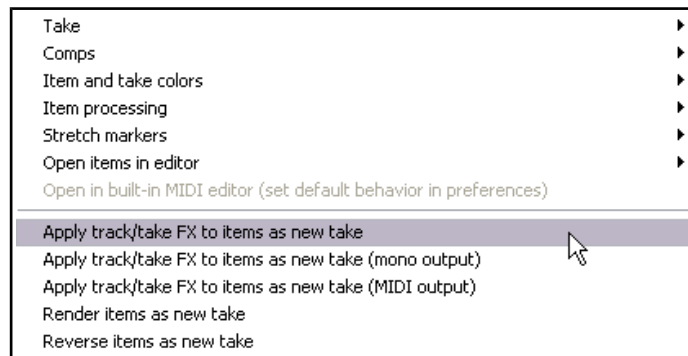 Take
Comps
Item and take colors
Item processing
Stretch markers
Open items in editor
Open in built-in MIDI editor (set default behavior in preferences)
Apply track/take FX to items as new take
Apply track/take FX to items as new take (mono output)
Apply track/take FX to items as new take (MIDI output)
Render items as new take
Reverse items as new take